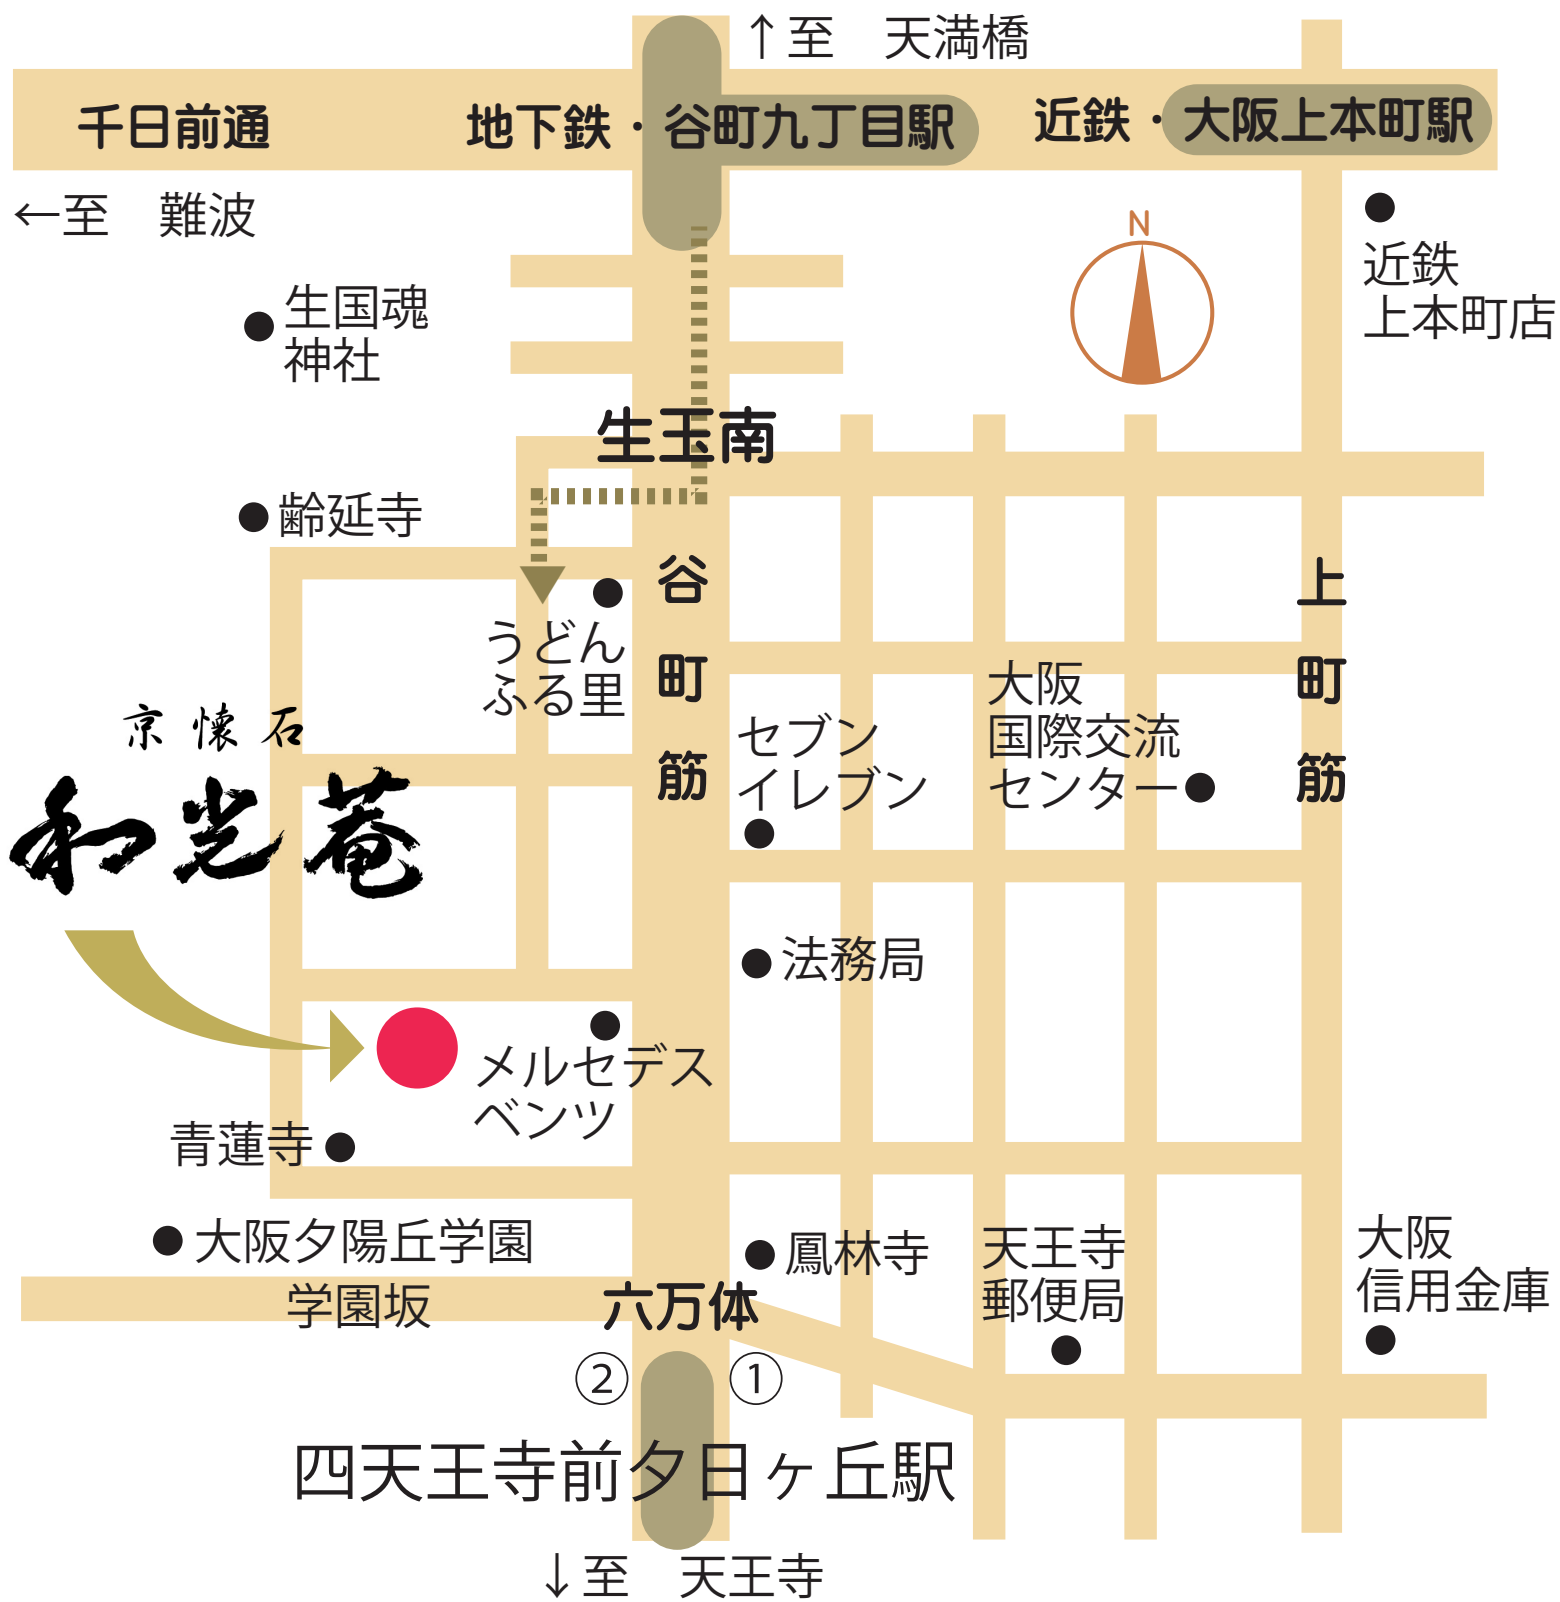 ↑至　天満橋
千日前通
地下鉄・谷町九丁目駅
近鉄・大阪上本町駅
←至　難波
N
近鉄
上本町店
生国魂
神社
生玉南
齢延寺
谷町筋
上町筋
うどん
ふる里
大阪
国際交流
センター
セブン
イレブン
京懐石
和光菴
法務局
メルセデス
ベンツ
青蓮寺
大阪夕陽丘学園
鳳林寺
天王寺
郵便局
大阪
信用金庫
学園坂
六万体
②
①
四天王寺前夕日ヶ丘駅
↓至　天王寺